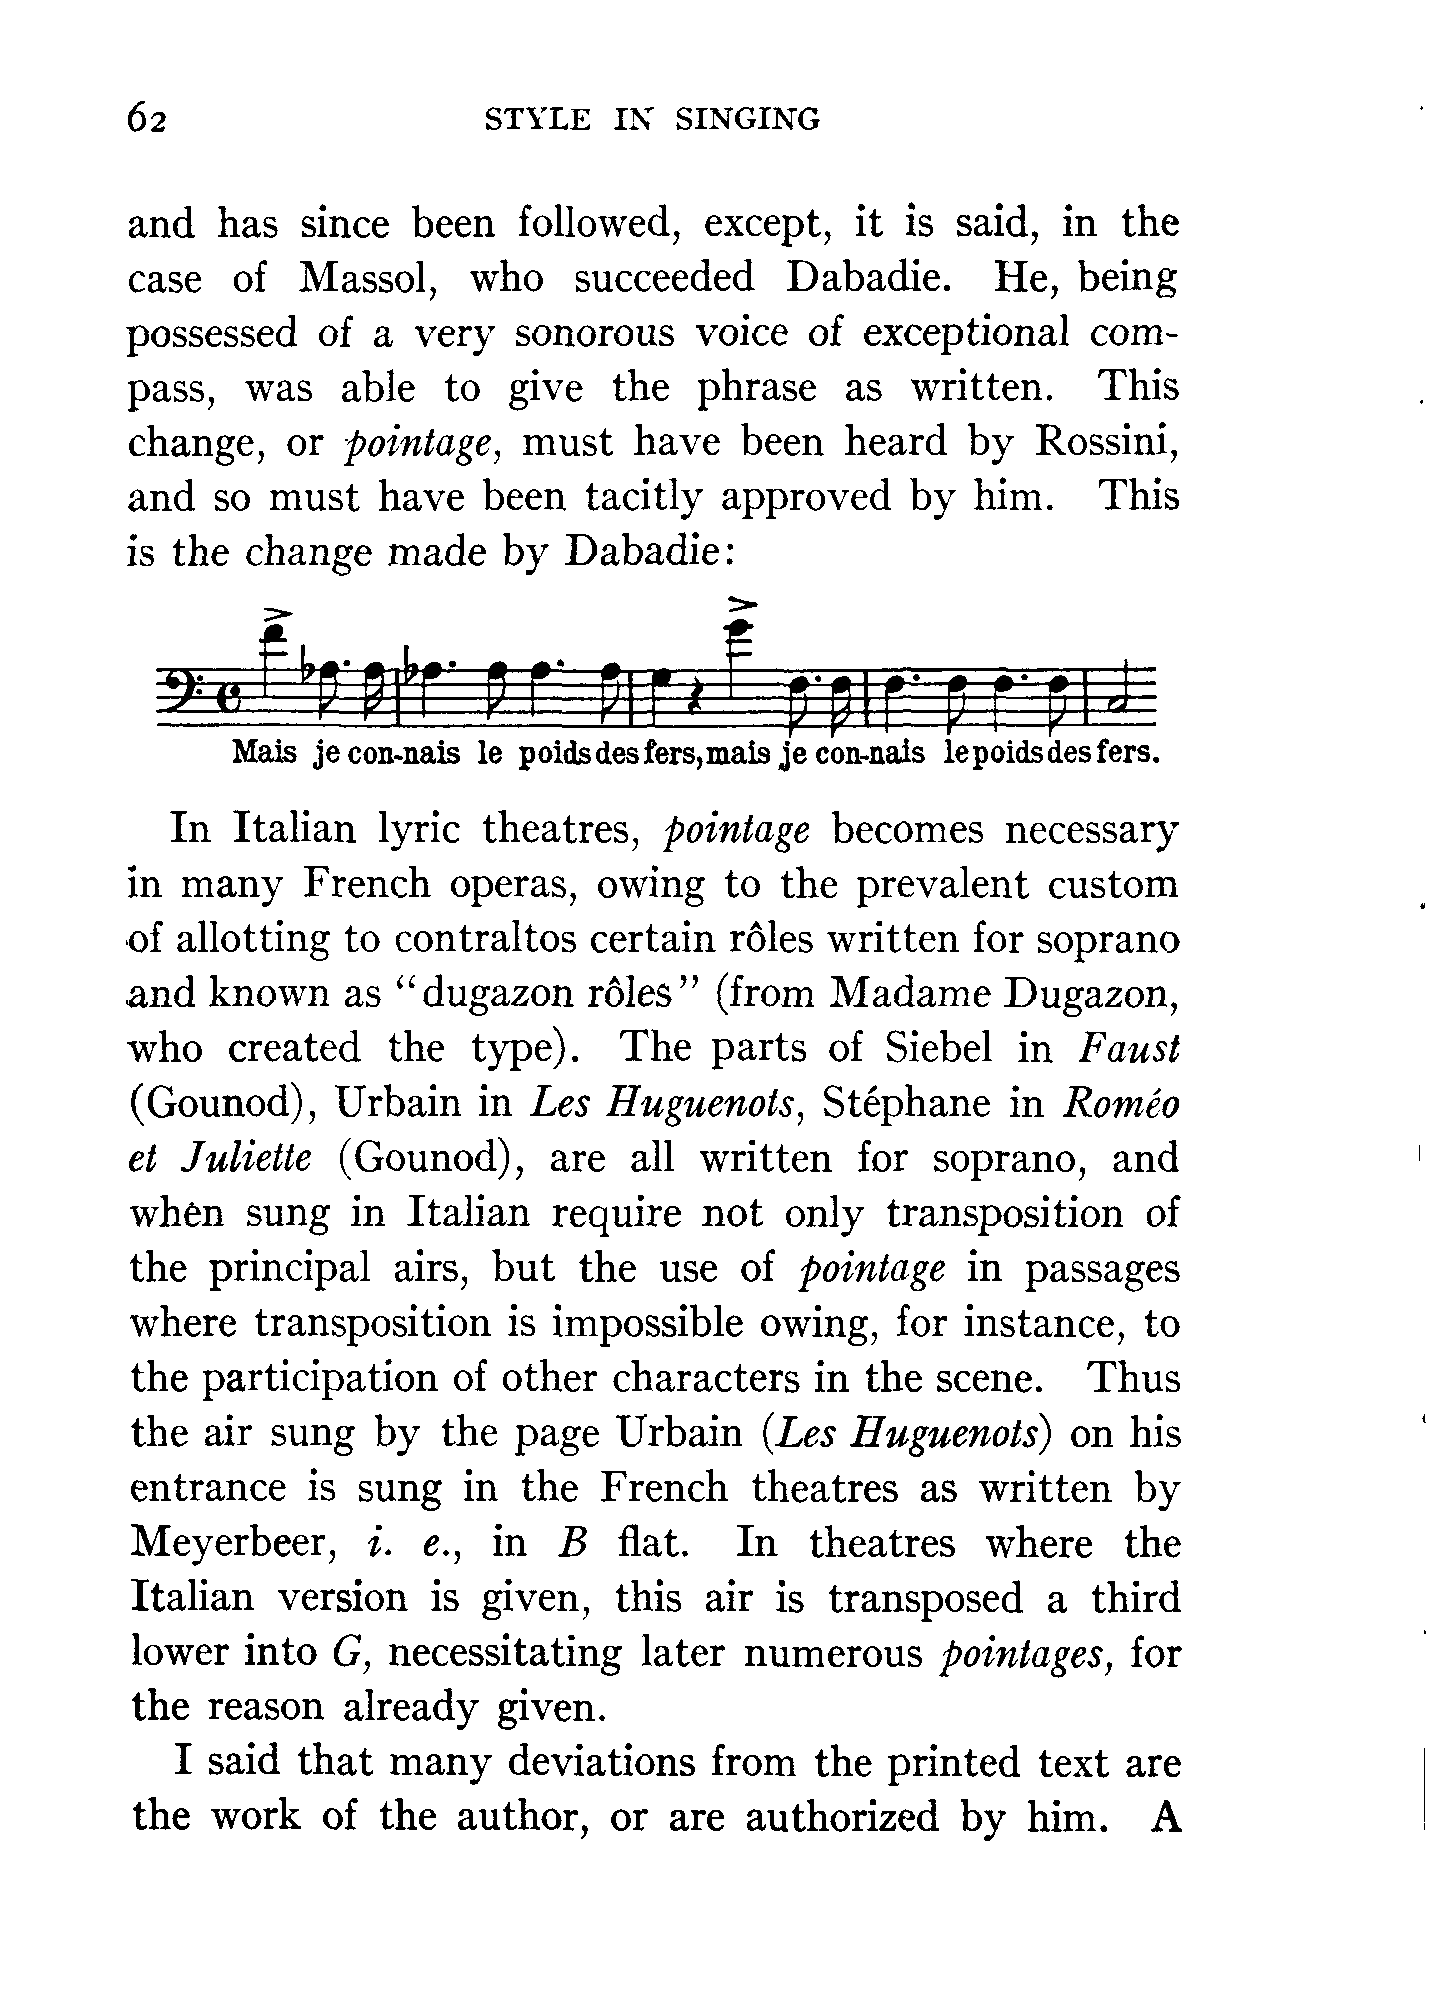 62 STYLE IN SINGING
and has since been followed, except, it is said, in the
case of Massol, who succeeded Dabadie. He, being
possessed of a very sonorous voice of exceptional com-
pass, was able to give the phrase as written. This
change, or pointage, must have been heard by Rossini,
and so must have been tacitly approved by him. This
is the change made by Dabadie:
Mais je con-nais le poids des fers, mais je con-nais le poids des fers.
In Italian lyric theatres, pointage becomes necessary
in many French operas, owing to the prevalent custom
of allotting to contraltos certain rôles written for soprano
and known as “dugazon rôles” (from Madame Dugazon,
who created the type). The parts of Siebel in Faust
(Gounod), Urbain in Les Huguenots, Stéphane in Roméo
et Juliette (Gounod), are all written for soprano, and
when sung in Italian require not only transposition of
the principal airs, but the use of pointage in passages
where transposition is impossible owing, for instance, to
the participation of other characters in the scene. Thus
the air sung by the page Urbain (Les Huguenots) on his
entrance is sung in the French theatres as written by
Meyerbeer, i. e., in B flat. In theatres where the
Italian version is given, this air is transposed a third
lower into G, necessitating later numerous pointages, for
the reason already given.
I said that many deviations from the printed text are
the work of the author, or are authorized by him. A